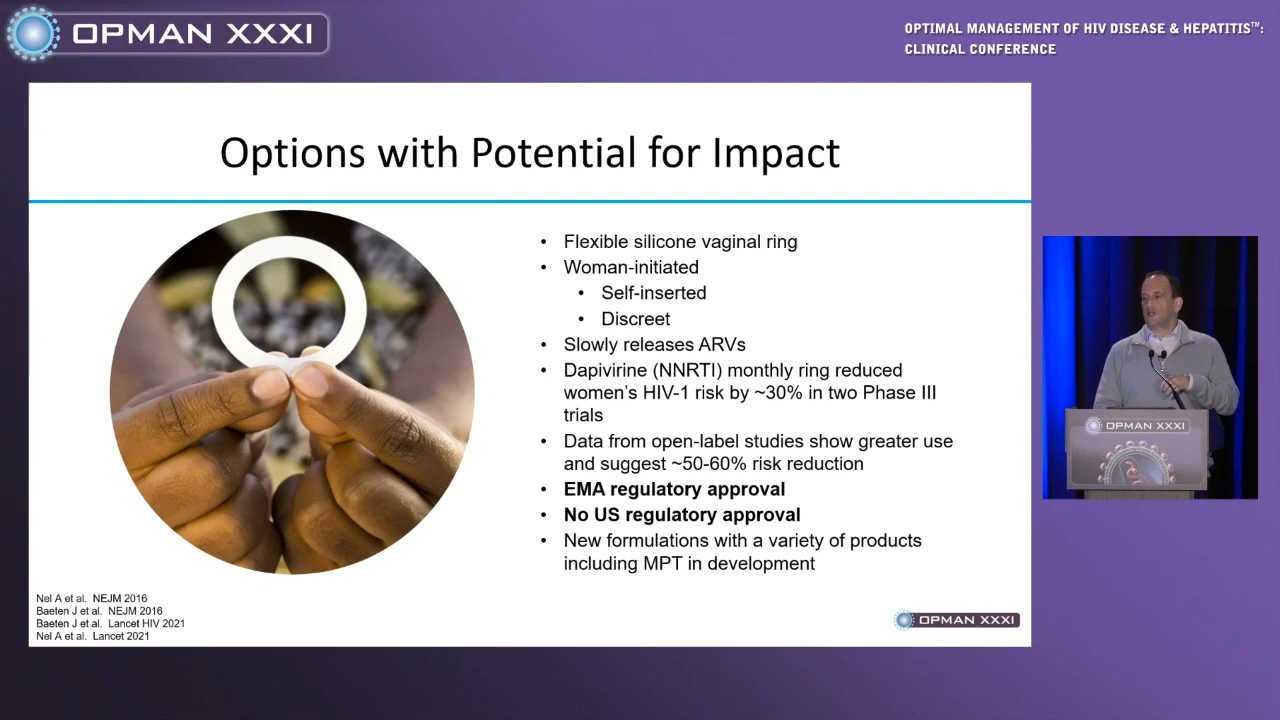 OPMAN XXXI
OPTIMAL MANAGEMENT OF HIV DISEASE & HEPATITIS™:
CLINICAL CONFERENCE
Options with Potential for Impact
• Flexible silicone vaginal ring
• Woman-initiated
• Self-inserted
• Discreet
• Slowly releases ARVs
• Dapivirine (NNRTI) monthly ring reduced
women’s HIV-1 risk by ~30% in two Phase III
trials
• Data from open-label studies show greater use
and suggest ~50-60% risk reduction
• EMA regulatory approval
• No US regulatory approval
• New formulations with a variety of products
including MPT in development
Nel A et al. NEJM 2016
Baeten J et al. NEJM 2016
Baeten J et al. Lancet HIV 2021
Nel A et al. Lancet 2021
OPMAN XXXI
OPMAN XXXI